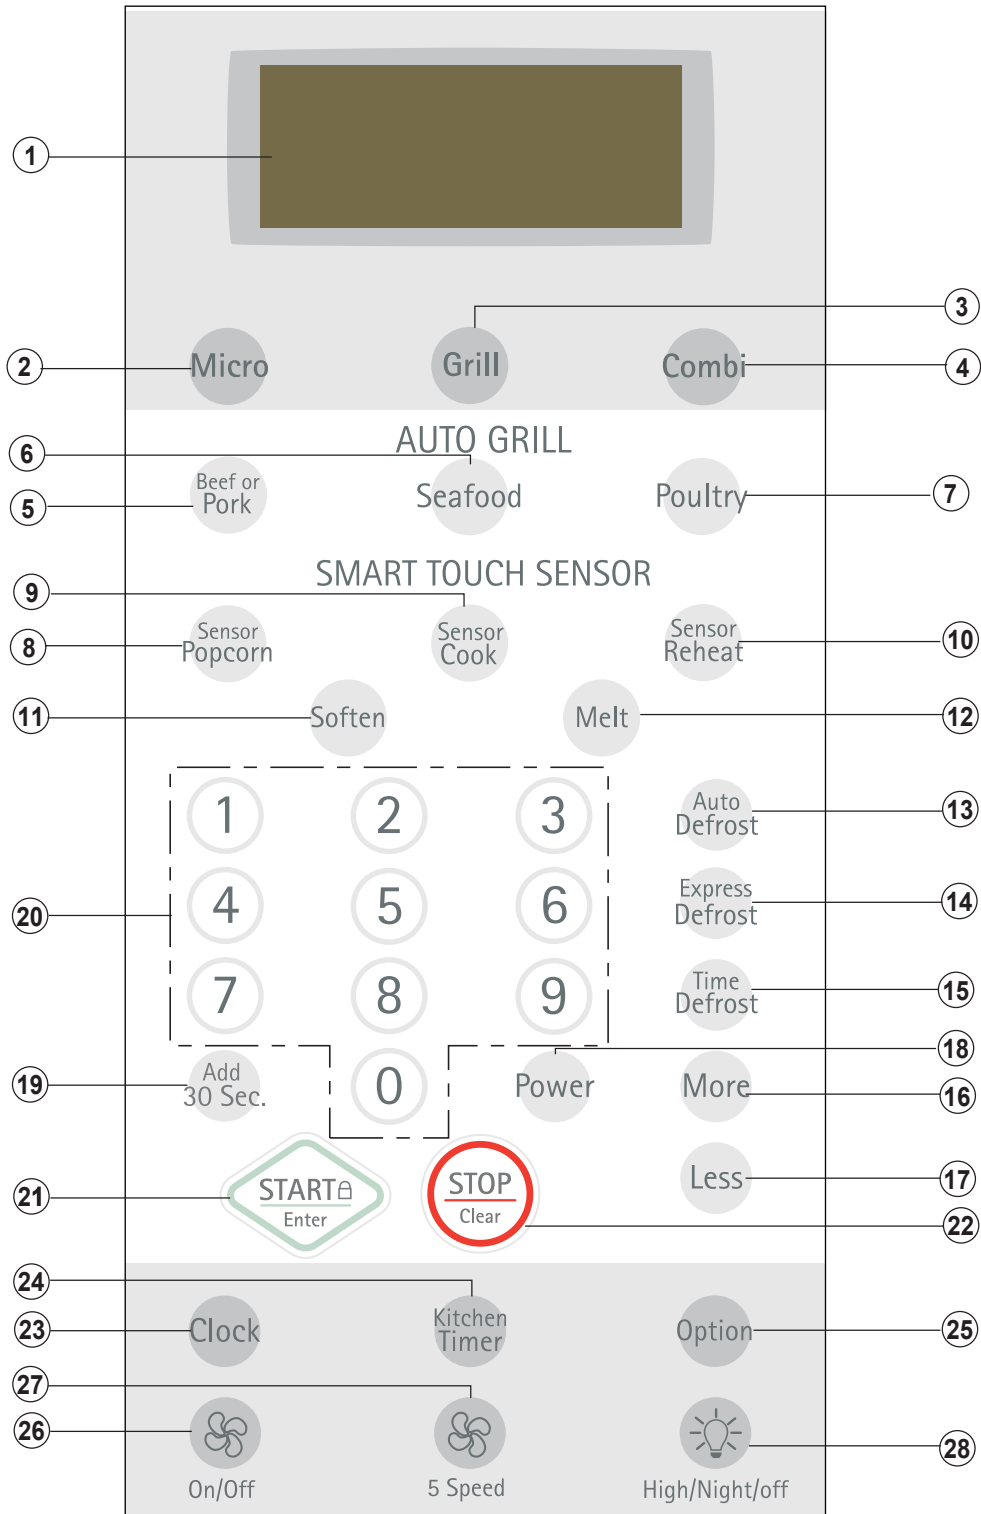 1
3
2
Micro
Grill
Combi
4
AUTO GRILL
6
5
Beef or
Pork
Seafood
Poultry
7
SMART TOUCH SENSOR
9
8
Sensor
Popcorn
Sensor
Cook
Sensor
Reheat
10
11
Soften
Melt
12
1
2
3
Auto
Defrost
13
20
4
5
6
Express
Defrost
14
7
8
9
Time
Defrost
15
18
19
Add
30 Sec.
0
Power
More
16
21
START
Enter
STOP
Clear
Less
17
22
24
23
Clock
Kitchen
Timer
Option
25
27
26
28
On/Off
5 Speed
High/Night/off